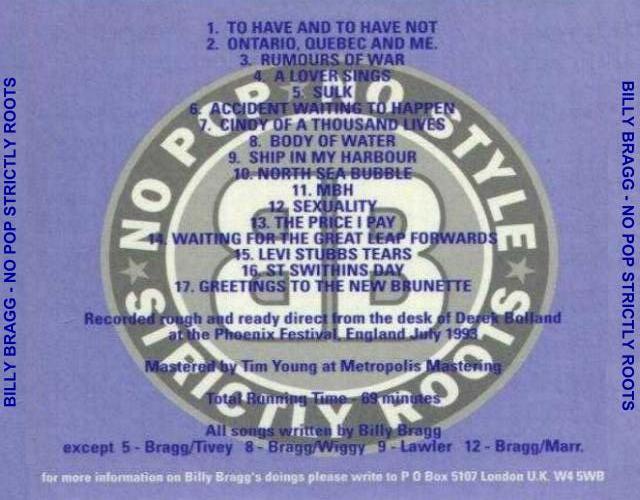 1. TO HAVE AND TO HAVE NOT
2. ONTARIO, QUEBEC AND ME.
3. RUMOURS OF WAR
4. A LOVER SINGS
5. SULK
6. ACCIDENT WAITING TO HAPPEN
7. CINDY OF A THOUSAND LIVES
8. BODY OF WATER
9. SHIP IN MY HARBOUR
10. NORTH SEA BUBBLE
11. MBH
12. SEXUALITY
13. THE PRICE I PAY
14. WAITING FOR THE GREAT LEAP FORWARDS
15. LEVI STUBBS TEARS
16. ST SWITHINS DAY
17. GREETINGS TO THE NEW BRUNETTE
Recorded rough and ready direct from the desk of Derek Bolland
at the Phoenix Festival, England July 1993
Mastered by Tim Young at Metropolis Mastering
Total Running Time - 69 minutes
All songs written by Billy Bragg
except 5 - Bragg/Tivey 8 - Bragg/Wiggy 9 - Lawler 12 - Bragg/Marr.
for more information on Billy Bragg's doings please write to P O Box 5107 London U.K. W4 5WB
BILLY BRAGG - NO POP STRICTLY ROOTS
BILLY BRAGG - NO POP STRICTLY ROOTS
NO POP NO STYLE
STRICTLY ROOTS
BB